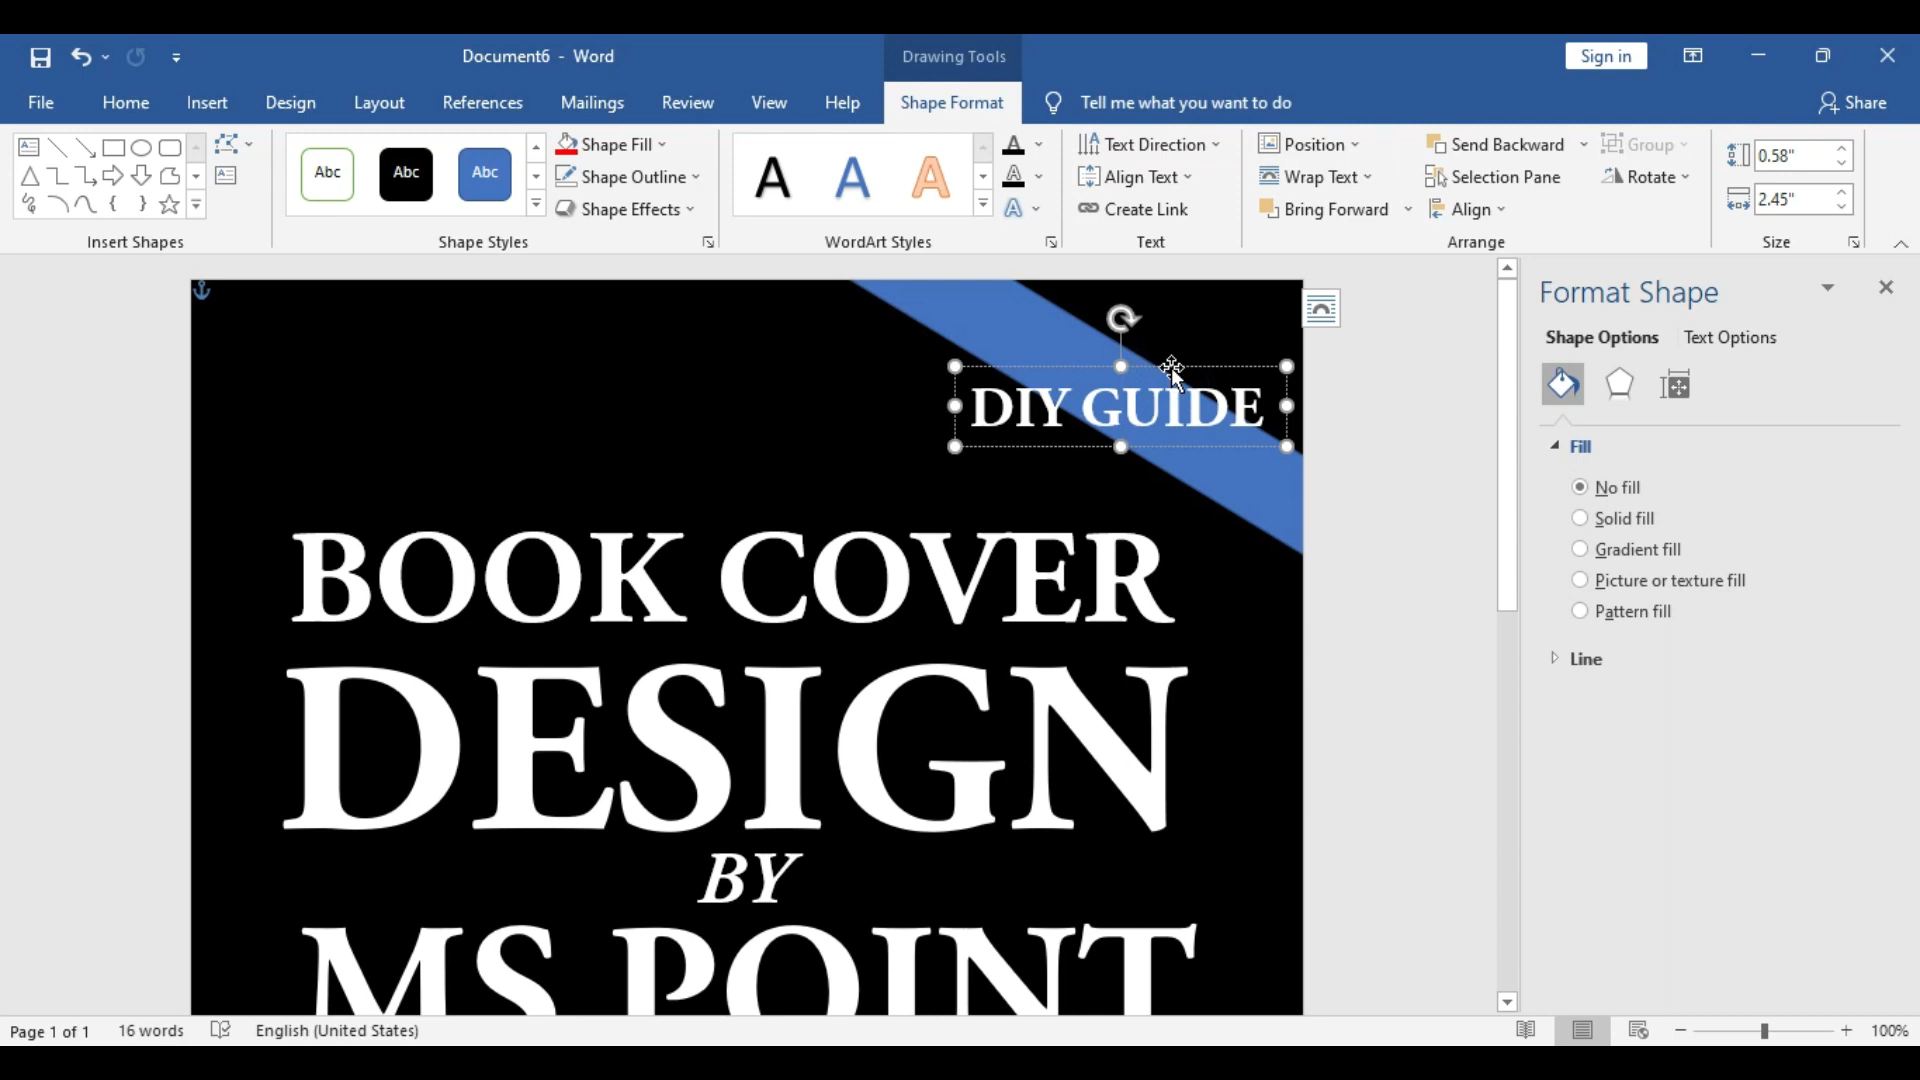 Document6 - Word
Drawing Tools
Sign in
File
Home
Insert
Design
Layout
References
Mailings
Review
View
Help
Shape Format
Tell me what you want to do
Share
Abc
Abc
Abc
Shape Fill
Shape Outline
Shape Effects
A
A
A
A
A
A
Text Direction
Align Text
Create Link
Position
Wrap Text
Bring Forward
Send Backward
Selection Pane
Align
Group
Rotate
0.58"
2.45"
Insert Shapes
Shape Styles
WordArt Styles
Text
Arrange
Size
DIY GUIDE
BOOK COVER
DESIGN
BY
MS POINT
Format Shape
Shape Options
Text Options
Fill
No fill
Solid fill
Gradient fill
Picture or texture fill
Pattern fill
Line
Page 1 of 1
16 words
English (United States)
100%